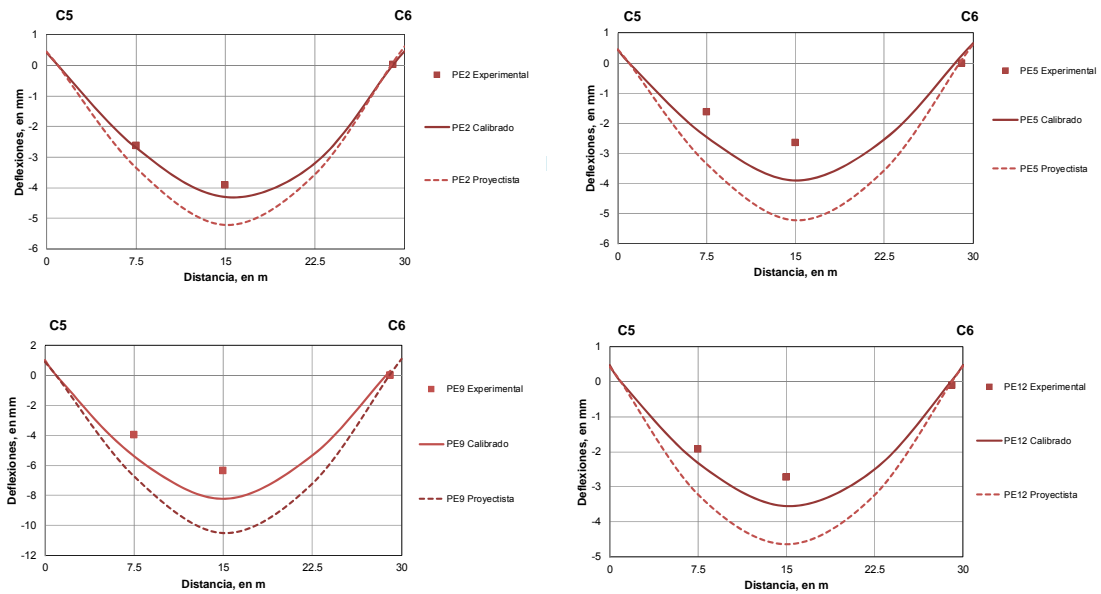 C5 C6
Deflexiones, en mm
1
0
-1
-2
-3
-4
-5
-6
0 7.5 15 22.5 30
Distancia, en m
PE2 Experimental
PE2 Calibrado
PE2 Proyectista
C5 C6
Deflexiones, en mm
1
0
-1
-2
-3
-4
-5
-6
0 7.5 15 22.5 30
Distancia, en m
PE5 Experimental
PE5 Calibrado
PE5 Proyectista
C5 C6
Deflexiones, en mm
2
0
-2
-4
-6
-8
-10
-12
0 7.5 15 22.5 30
Distancia, en m
PE9 Experimental
PE9 Calibrado
PE9 Proyectista
C5 C6
Deflexiones, en mm
1
0
-1
-2
-3
-4
-5
0 7.5 15 22.5 30
Distancia, en m
PE12 Experimental
PE12 Calibrado
PE12 Proyectista